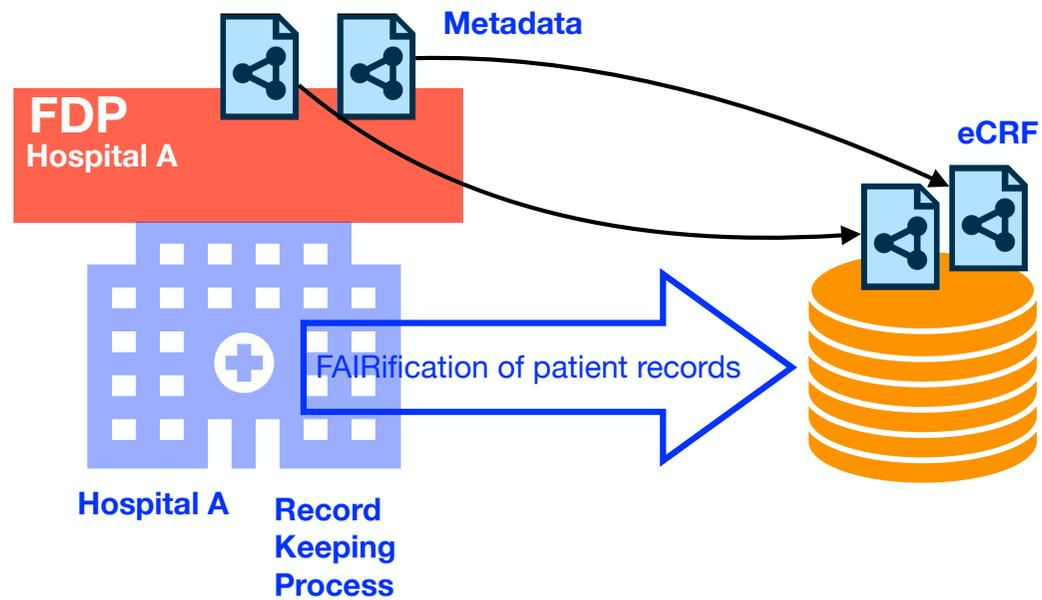 Metadata
FDP
Hospital A
eCRF
FAIRification of patient records
Hospital A
Record
Keeping
Process